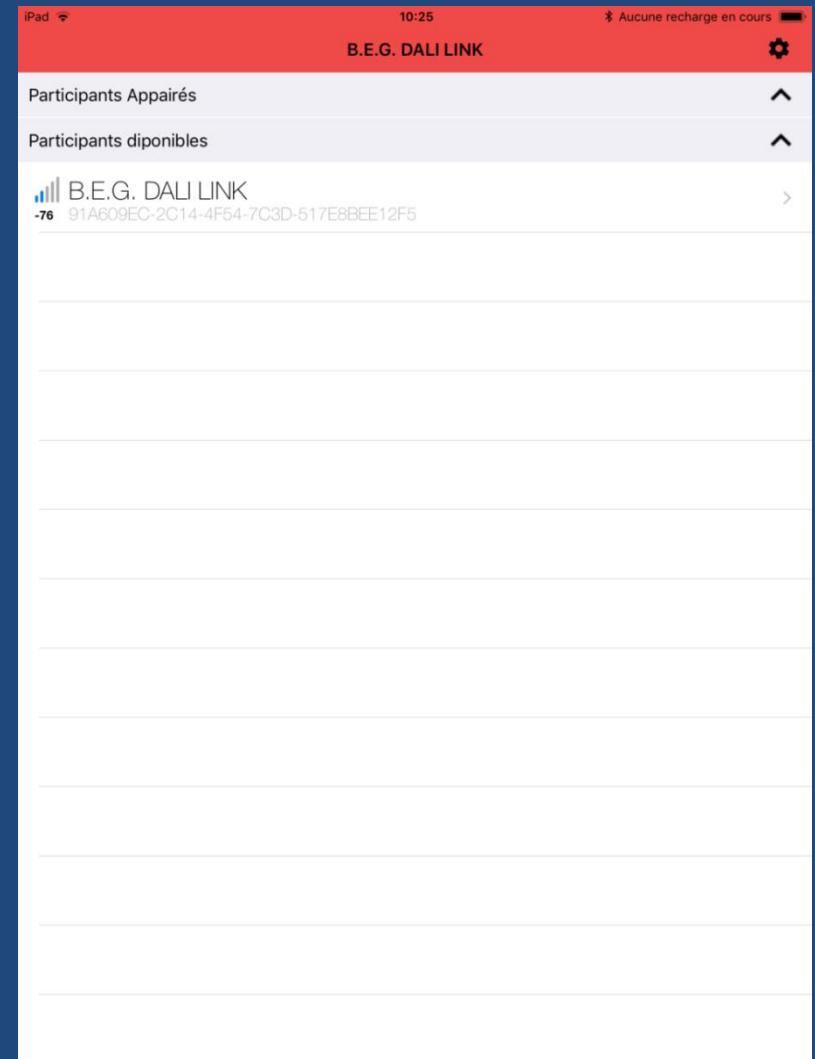 iPad 10:25 Aucune recharge en cours
B.E.G. DALI LINK
Participants Appairés
Participants diponibles
B.E.G. DALI LINK
-76 91A609EC-2C14-4F54-7C3D-517E8BEE12F5